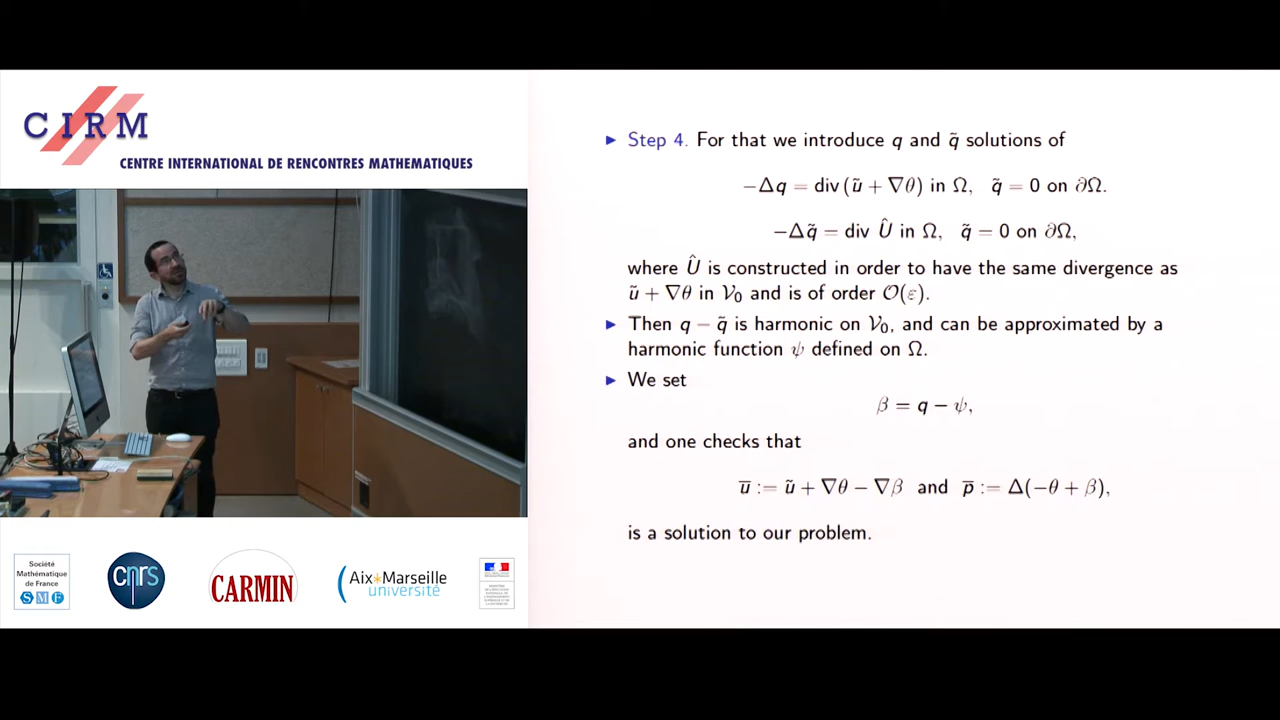 CIRM
CENTRE INTERNATIONAL DE RENCONTRES MATHEMATIQUES
Société
Mathématique
de France
SMF
cnrs
CARMIN
Aix*Marseille
université
▶ Step 4. For that we introduce q and q̃ solutions of
−Δq = div (ũ + ∇θ) in Ω, q̃ = 0 on ∂Ω.
−Δq̃ = div Û in Ω, q̃ = 0 on ∂Ω,
where Û is constructed in order to have the same divergence as
ũ + ∇θ in 𝒱₀ and is of order 𝒪(ε).
▶ Then q − q̃ is harmonic on 𝒱₀, and can be approximated by a
harmonic function ψ defined on Ω.
▶ We set
β = q − ψ,
and one checks that
u̅ := ũ + ∇θ − ∇β and p̅ := Δ(−θ + β),
is a solution to our problem.